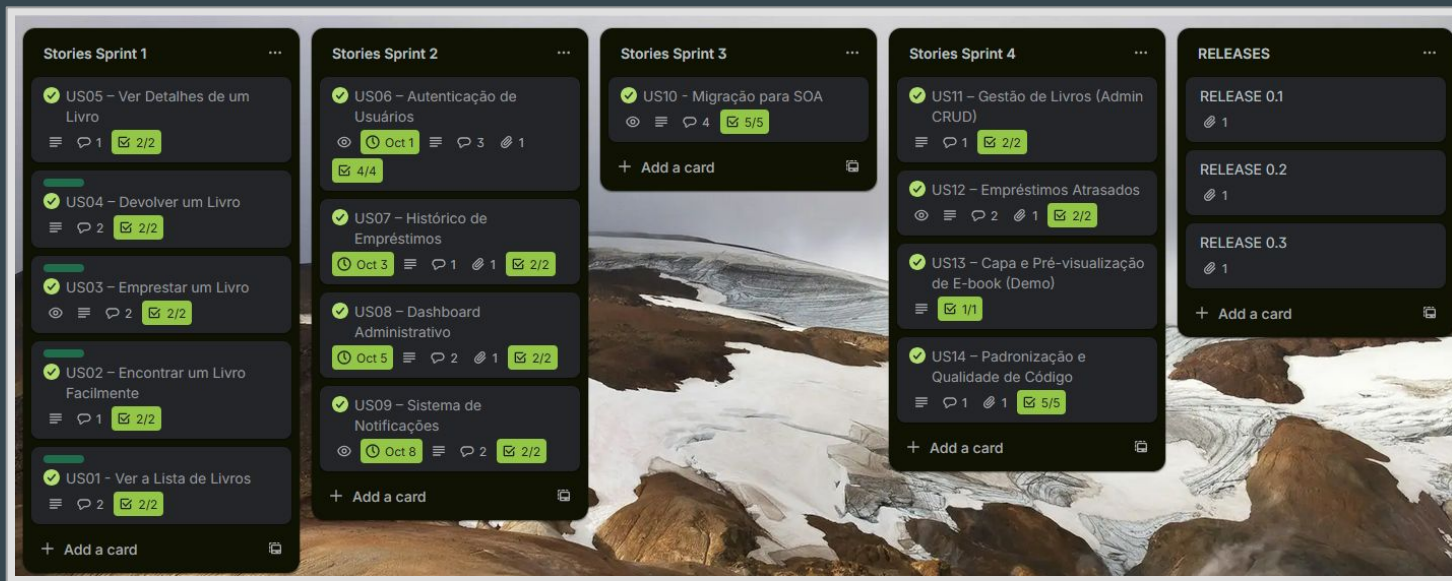 Stories Sprint 1
US05 – Ver Detalhes de um
Livro
1 2/2
US04 – Devolver um Livro
2 2/2
US03 – Emprestar um Livro
2 2/2
US02 – Encontrar um Livro
Facilmente
1 2/2
US01 - Ver a Lista de Livros
2 2/2
+ Add a card
Stories Sprint 2
US06 – Autenticação de
Usuários
Oct 1 3 1
4/4
US07 – Histórico de
Empréstimos
Oct 3 1 1 2/2
US08 – Dashboard
Administrativo
Oct 5 2 1 2/2
US09 – Sistema de
Notificações
Oct 8 2 2/2
+ Add a card
Stories Sprint 3
US10 - Migração para SOA
4 5/5
+ Add a card
Stories Sprint 4
US11 – Gestão de Livros (Admin
CRUD)
1 2/2
US12 – Empréstimos Atrasados
2 1 2/2
US13 – Capa e Pré-visualização
de E-book (Demo)
1/1
US14 – Padronização e
Qualidade de Código
1 1 5/5
+ Add a card
RELEASES
RELEASE 0.1
1
RELEASE 0.2
1
RELEASE 0.3
1
+ Add a card